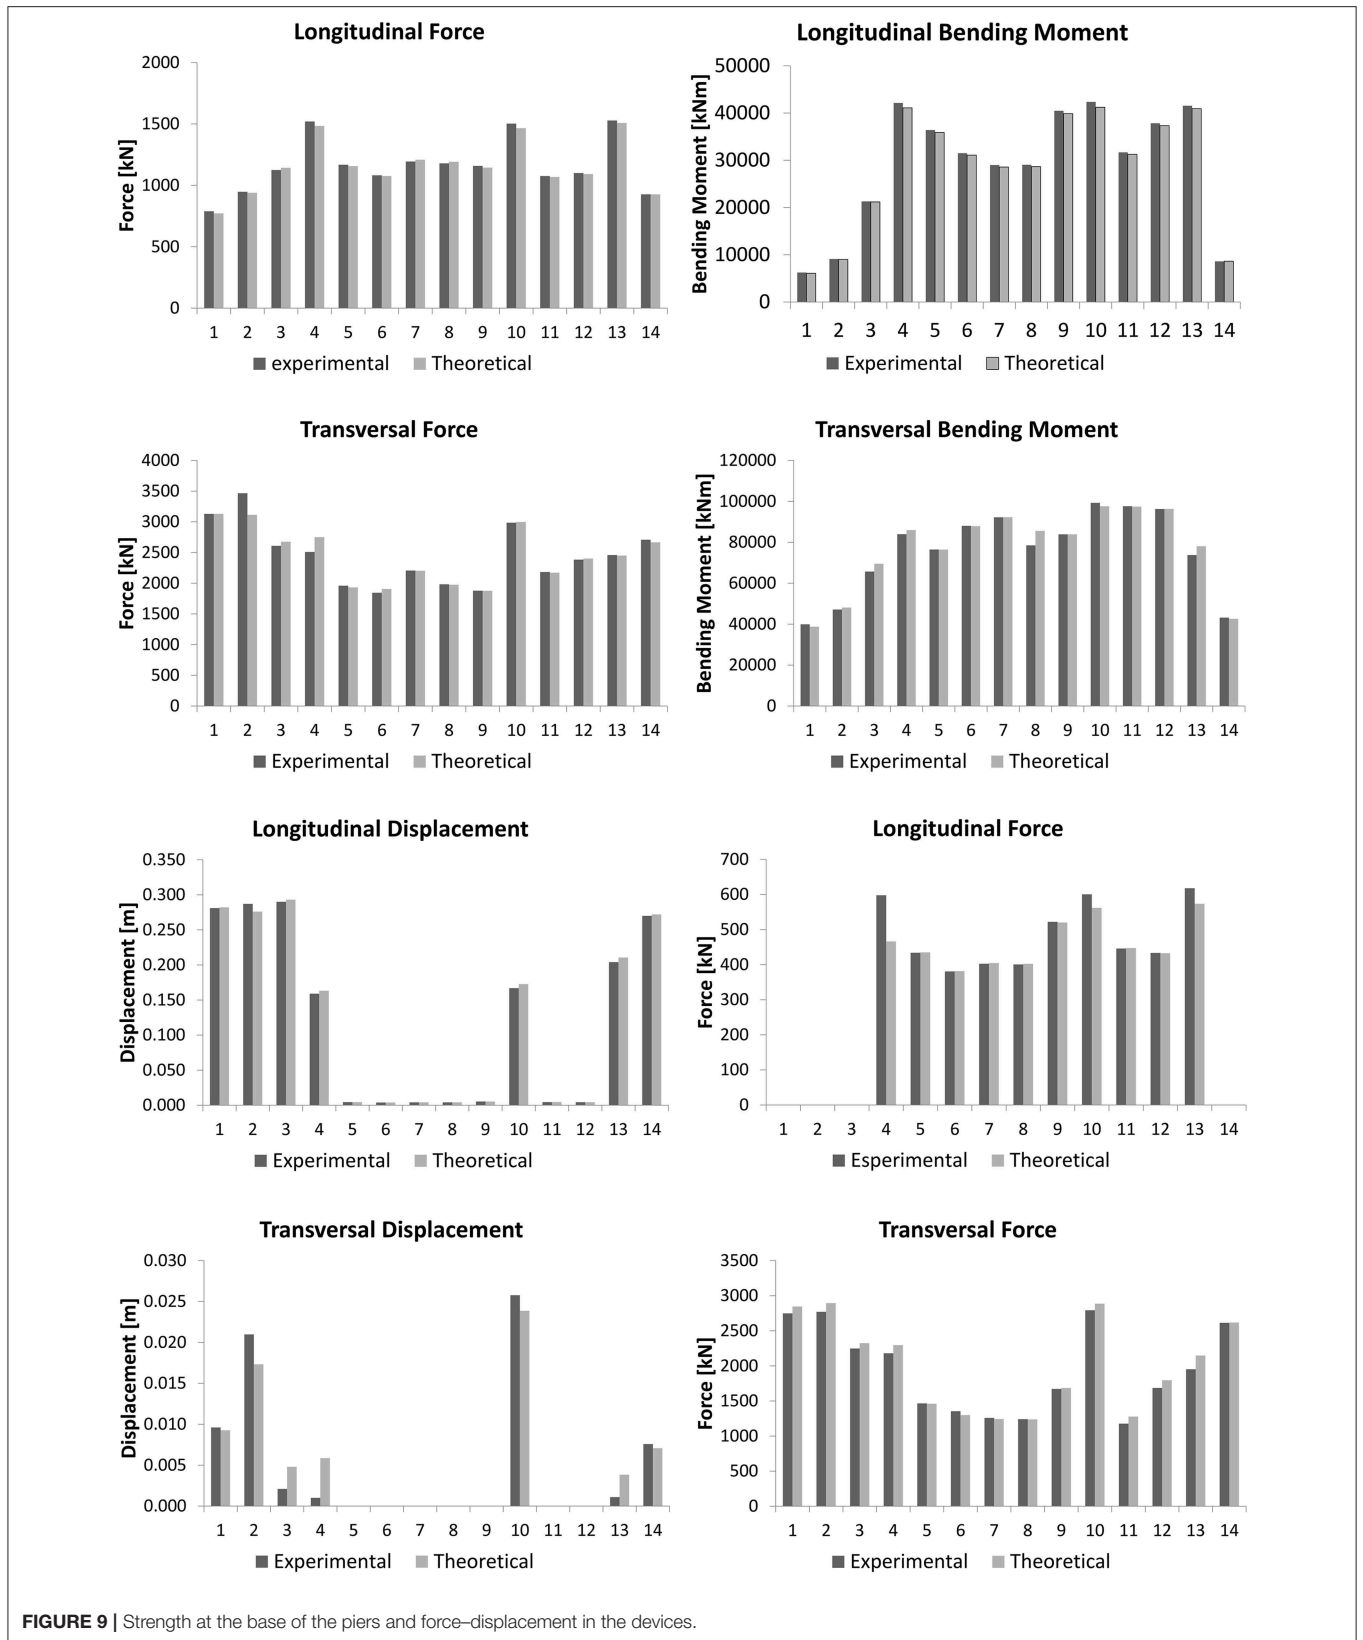 Longitudinal Force
2000
1500
1000
500
0
Force [kN]
1 2 3 4 5 6 7 8 9 10 11 12 13 14
experimental Theoretical
Longitudinal Bending Moment
50000
40000
30000
20000
10000
0
Bending Moment [kNm]
1 2 3 4 5 6 7 8 9 10 11 12 13 14
Experimental Theoretical
Transversal Force
4000
3500
3000
2500
2000
1500
1000
500
0
Force [kN]
1 2 3 4 5 6 7 8 9 10 11 12 13 14
Experimental Theoretical
Transversal Bending Moment
120000
100000
80000
60000
40000
20000
0
Bending Moment [kNm]
1 2 3 4 5 6 7 8 9 10 11 12 13 14
Experimental Theoretical
Longitudinal Displacement
0.350
0.300
0.250
0.200
0.150
0.100
0.050
0.000
Displacement [m]
1 2 3 4 5 6 7 8 9 10 11 12 13 14
Experimental Theoretical
Longitudinal Force
700
600
500
400
300
200
100
0
Force [kN]
1 2 3 4 5 6 7 8 9 10 11 12 13 14
Esperimental Theoretical
Transversal Displacement
0.030
0.025
0.020
0.015
0.010
0.005
0.000
Displacement [m]
1 2 3 4 5 6 7 8 9 10 11 12 13 14
Experimental Theoretical
Transversal Force
3500
3000
2500
2000
1500
1000
500
0
Force [kN]
1 2 3 4 5 6 7 8 9 10 11 12 13 14
Experimental Theoretical
FIGURE 9 | Strength at the base of the piers and force–displacement in the devices.